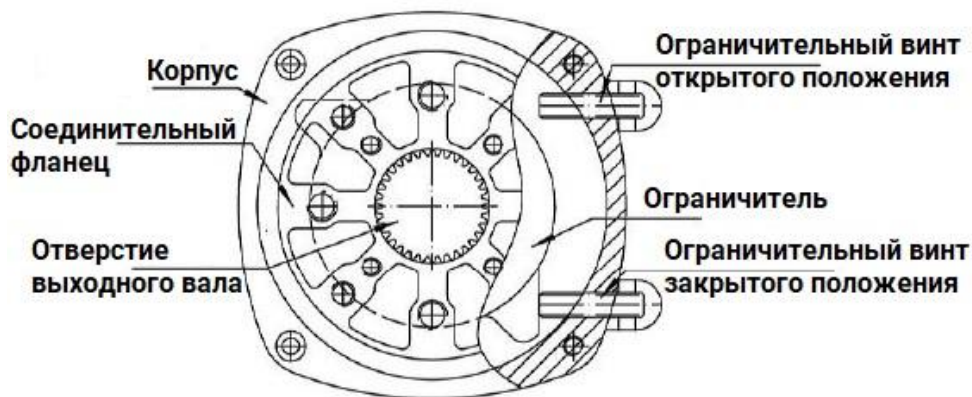 Корпус
Соединительный
фланец
Отверстие
выходного вала
Ограничительный винт
открытого положения
Ограничитель
Ограничительный винт
закрытого положения